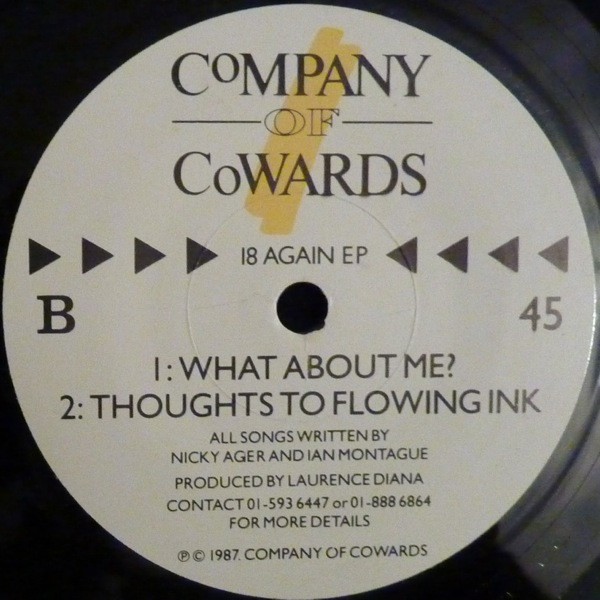 COMPANY
OF
COWARDS
18 AGAIN EP
B
45
1: WHAT ABOUT ME?
2: THOUGHTS TO FLOWING INK
ALL SONGS WRITTEN BY
NICKY AGER AND IAN MONTAGUE
PRODUCED BY LAURENCE DIANA
CONTACT 01-593 6447 or 01-888 6864
FOR MORE DETAILS
℗ © 1987. COMPANY OF COWARDS